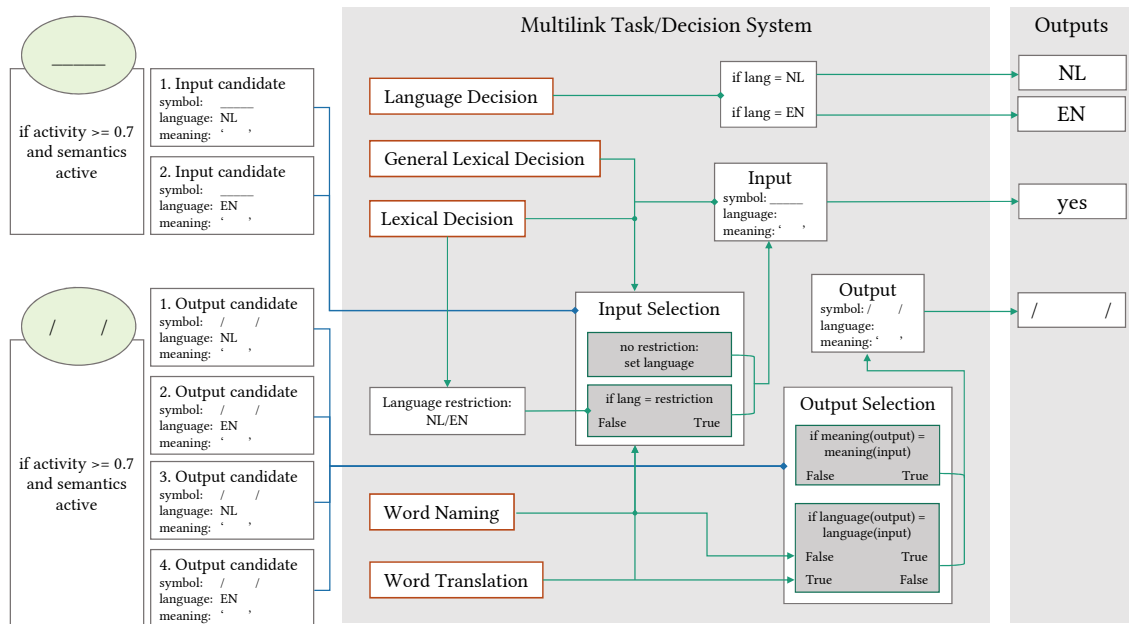 Multilink Task/Decision System
Outputs
_____
if activity >= 0.7
and semantics
active
1. Input candidate
symbol: _____
language: NL
meaning: ‘ ’
2. Input candidate
symbol: _____
language: EN
meaning: ‘ ’
/ /
if activity >= 0.7
and semantics
active
1. Output candidate
symbol: / /
language: NL
meaning: ‘ ’
2. Output candidate
symbol: / /
language: EN
meaning: ‘ ’
3. Output candidate
symbol: / /
language: NL
meaning: ‘ ’
4. Output candidate
symbol: / /
language: EN
meaning: ‘ ’
Language Decision
General Lexical Decision
Lexical Decision
Language restriction:
NL/EN
Word Naming
Word Translation
if lang = NL
if lang = EN
Input
symbol: _____
language:
meaning: ‘ ’
Input Selection
no restriction:
set language
if lang = restriction
False True
Output
symbol: / /
language:
meaning: ‘ ’
Output Selection
if meaning(output) =
meaning(input)
False True
if language(output) =
language(input)
False True
True False
NL
EN
yes
/ /